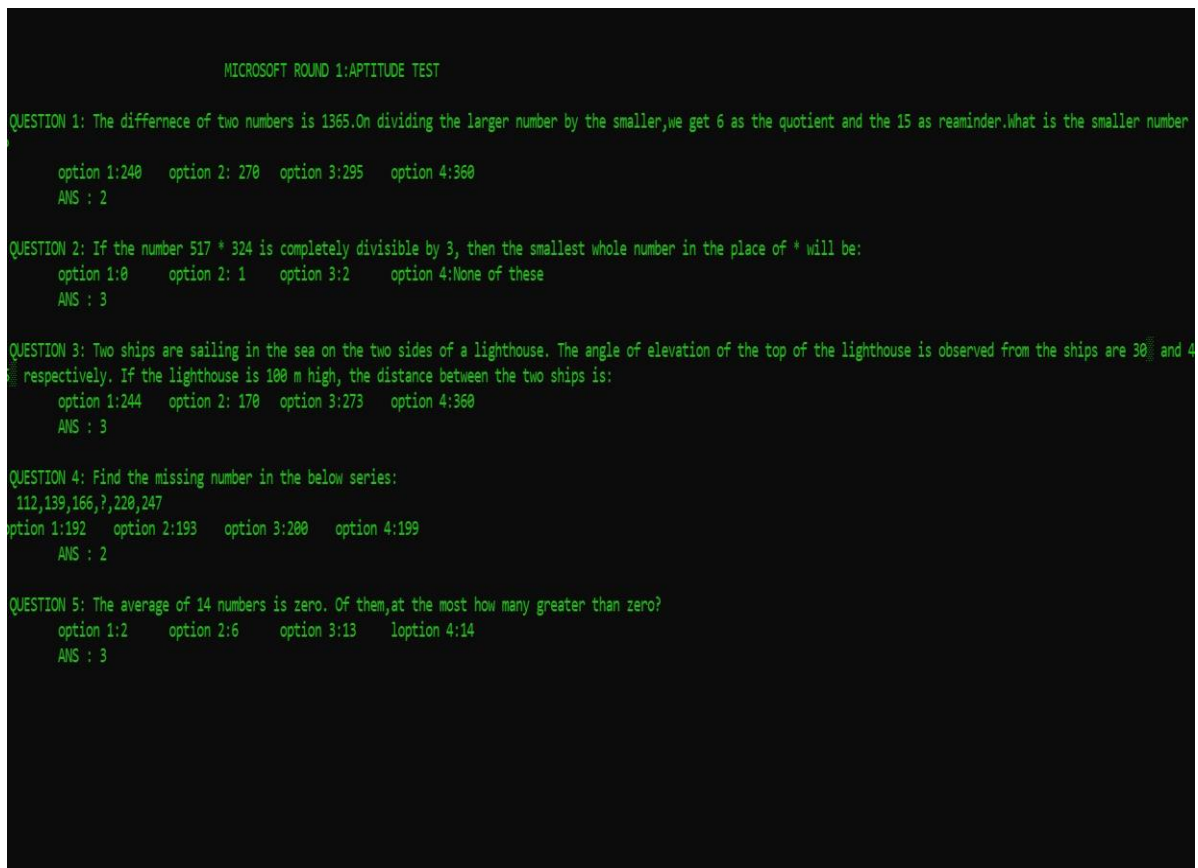 MICROSOFT ROUND 1:APTITUDE TEST
QUESTION 1: The differnece of two numbers is 1365.On dividing the larger number by the smaller,we get 6 as the quotient and the 15 as reaminder.What is the smaller number
?
option 1:240 option 2: 270 option 3:295 option 4:360
ANS : 2
QUESTION 2: If the number 517 * 324 is completely divisible by 3, then the smallest whole number in the place of * will be:
option 1:0 option 2: 1 option 3:2 option 4:None of these
ANS : 3
QUESTION 3: Two ships are sailing in the sea on the two sides of a lighthouse. The angle of elevation of the top of the lighthouse is observed from the ships are 30░ and 4
5░ respectively. If the lighthouse is 100 m high, the distance between the two ships is:
option 1:244 option 2: 170 option 3:273 option 4:360
ANS : 3
QUESTION 4: Find the missing number in the below series:
112,139,166,?,220,247
option 1:192 option 2:193 option 3:200 option 4:199
ANS : 2
QUESTION 5: The average of 14 numbers is zero. Of them,at the most how many greater than zero?
option 1:2 option 2:6 option 3:13 loption 4:14
ANS : 3